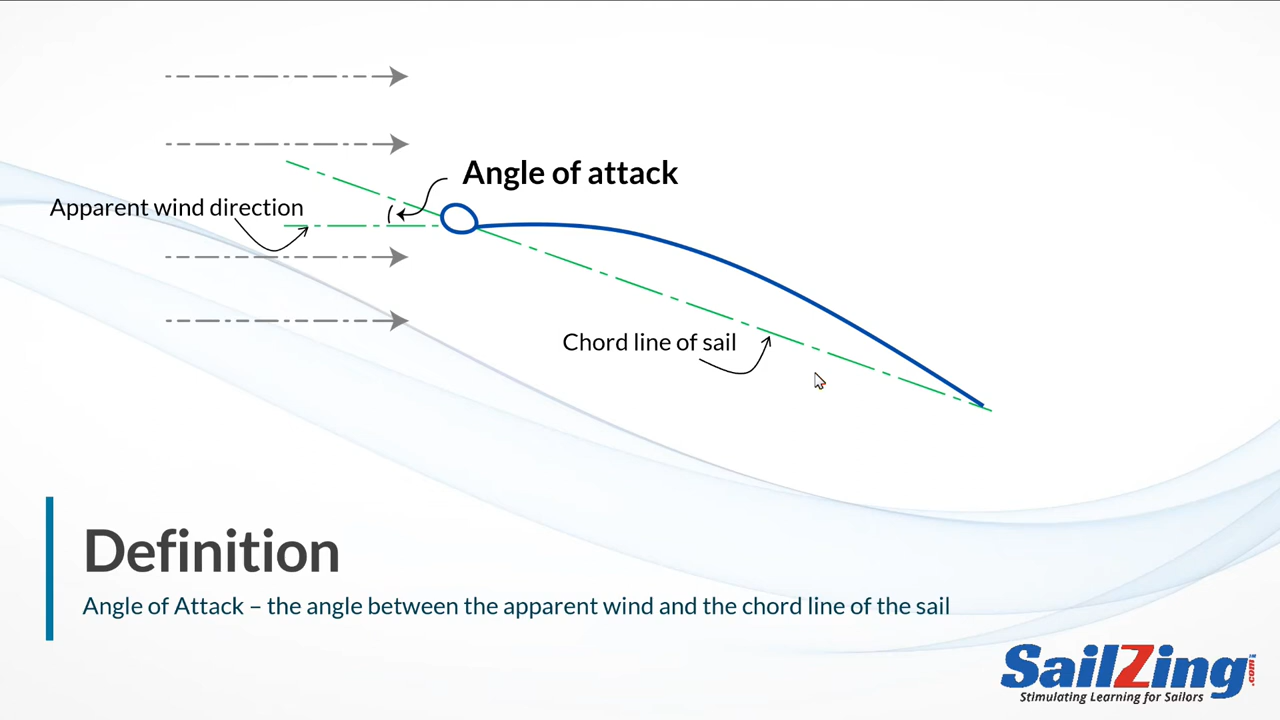 Angle of attack
Apparent wind direction
Chord line of sail
Definition
Angle of Attack – the angle between the apparent wind and the chord line of the sail
SailZing.com
Stimulating Learning for Sailors